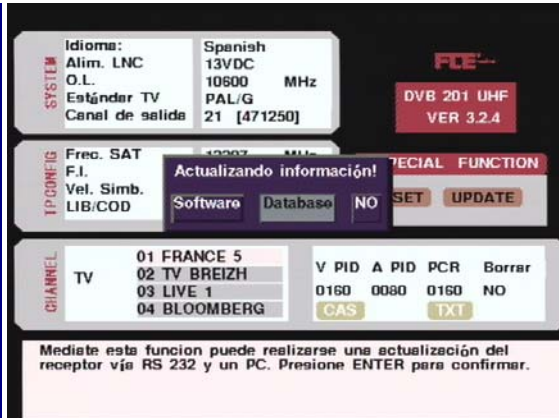 SYSTEM
Idioma: Spanish
Alim. LNC 13VDC
O.L. 10600 MHz
Estándar TV PAL/G
Canal de salida 21 [471250]
FTE
DVB 201 UHF
VER 3.2.4
TP CONFIG
Frec. SAT
F.I.
Vel. Simb.
LIB/COD
Actualizando información!
Software Database NO
FUNCTION
UPDATE
CHANNEL
TV
01 FRANCE 5
02 TV BREIZH
03 LIVE 1
04 BLOOMBERG
V PID A PID PCR Borrar
0160 0080 0160 NO
CAS TXT
Mediate esta funcion puede realizarse una actualización del
receptor vía RS 232 y un PC. Presione ENTER para confirmar.